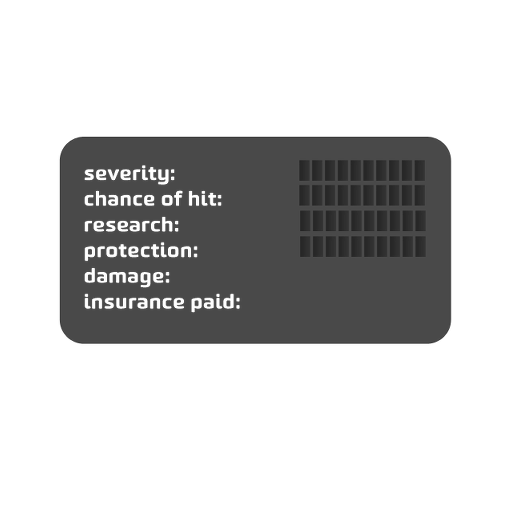 severity:
chance of hit:
research:
protection:
damage:
insurance paid: